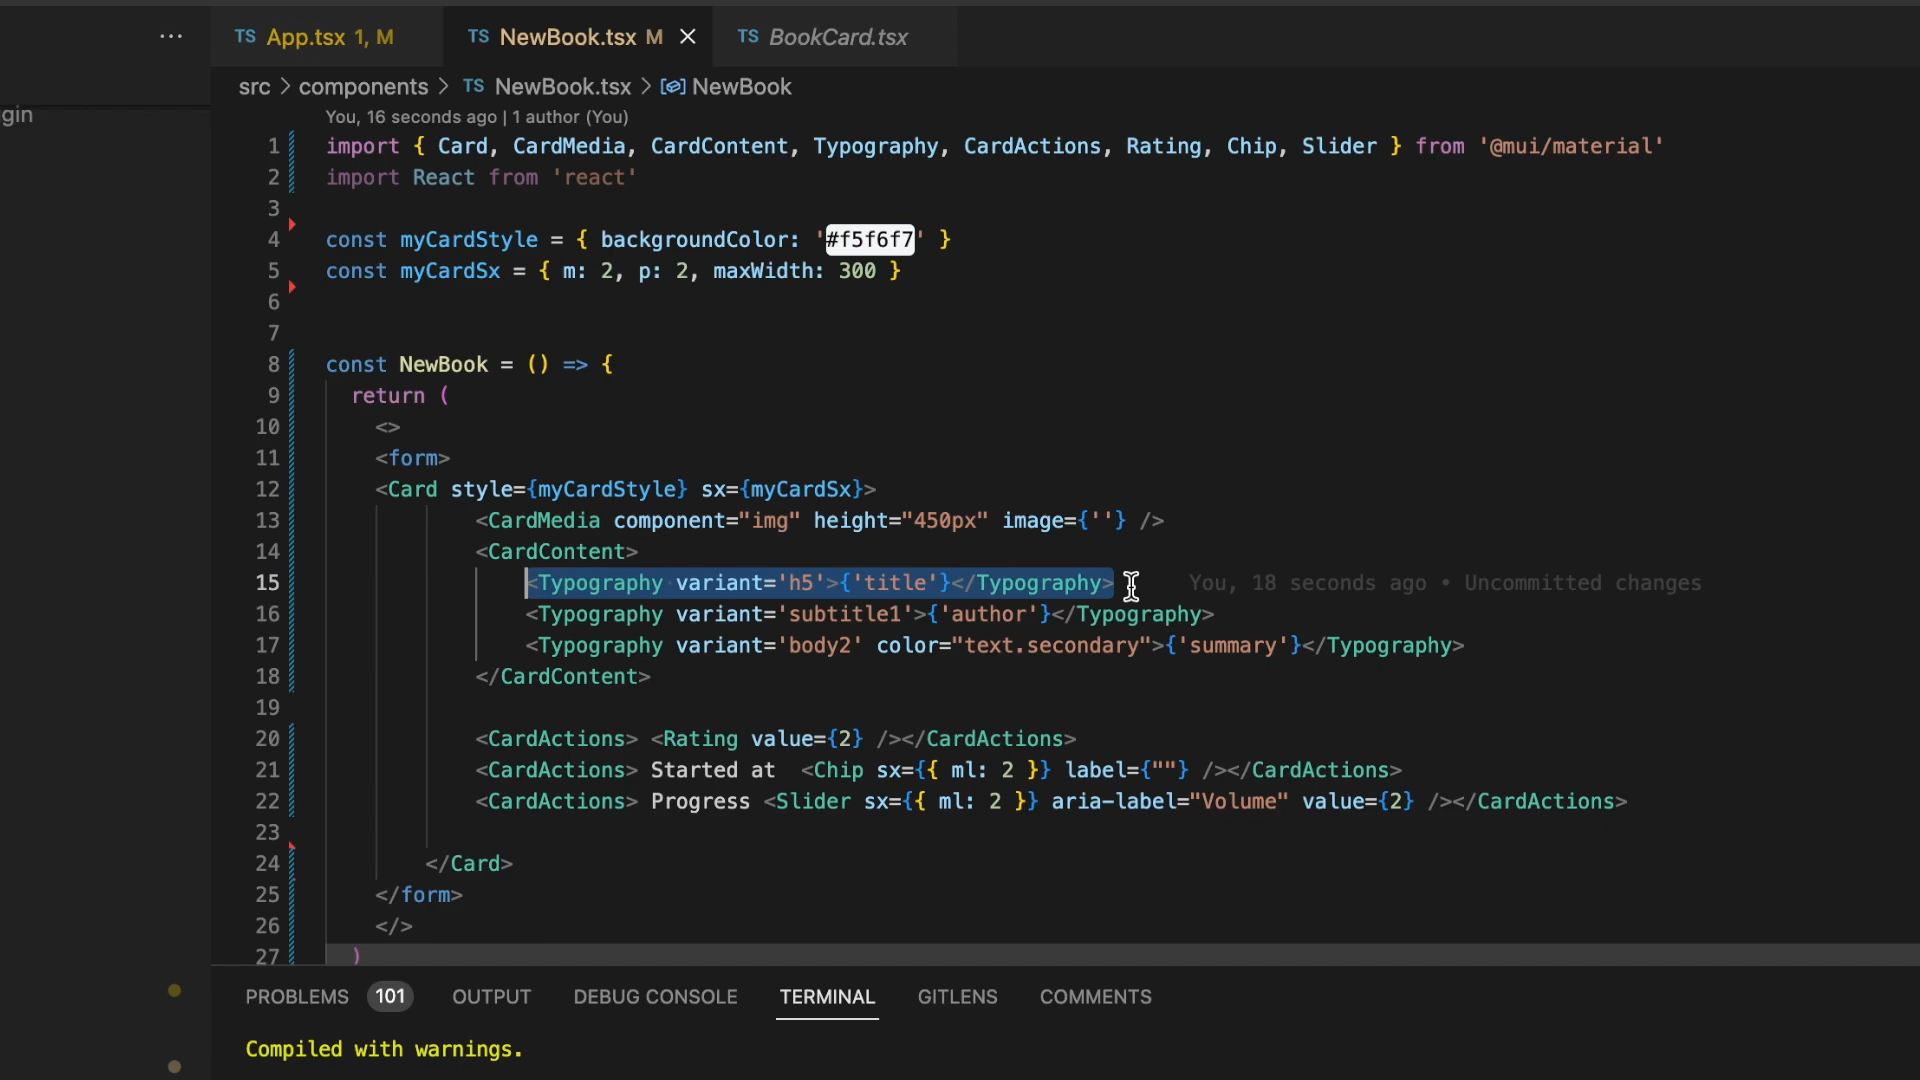 ··· TS App.tsx 1, M TS NewBook.tsx M × TS BookCard.tsx
src > components > TS NewBook.tsx > NewBook
gin
You, 16 seconds ago | 1 author (You)
1 import { Card, CardMedia, CardContent, Typography, CardActions, Rating, Chip, Slider } from '@mui/material'
2 import React from 'react'
3
4 const myCardStyle = { backgroundColor: '#f5f6f7' }
5 const myCardSx = { m: 2, p: 2, maxWidth: 300 }
6
7
8 const NewBook = () => {
9 return (
10 <>
11 <form>
12 <Card style={myCardStyle} sx={myCardSx}>
13 <CardMedia component="img" height="450px" image={''} />
14 <CardContent>
15 <Typography variant='h5'>{'title'}</Typography> You, 18 seconds ago • Uncommitted changes
16 <Typography variant='subtitle1'>{'author'}</Typography>
17 <Typography variant='body2' color="text.secondary">{'summary'}</Typography>
18 </CardContent>
19
20 <CardActions> <Rating value={2} /></CardActions>
21 <CardActions> Started at  <Chip sx={{ ml: 2 }} label={""} /></CardActions>
22 <CardActions> Progress <Slider sx={{ ml: 2 }} aria-label="Volume" value={2} /></CardActions>
23
24 </Card>
25 </form>
26 </>
27 )
PROBLEMS 101 OUTPUT DEBUG CONSOLE TERMINAL GITLENS COMMENTS
Compiled with warnings.